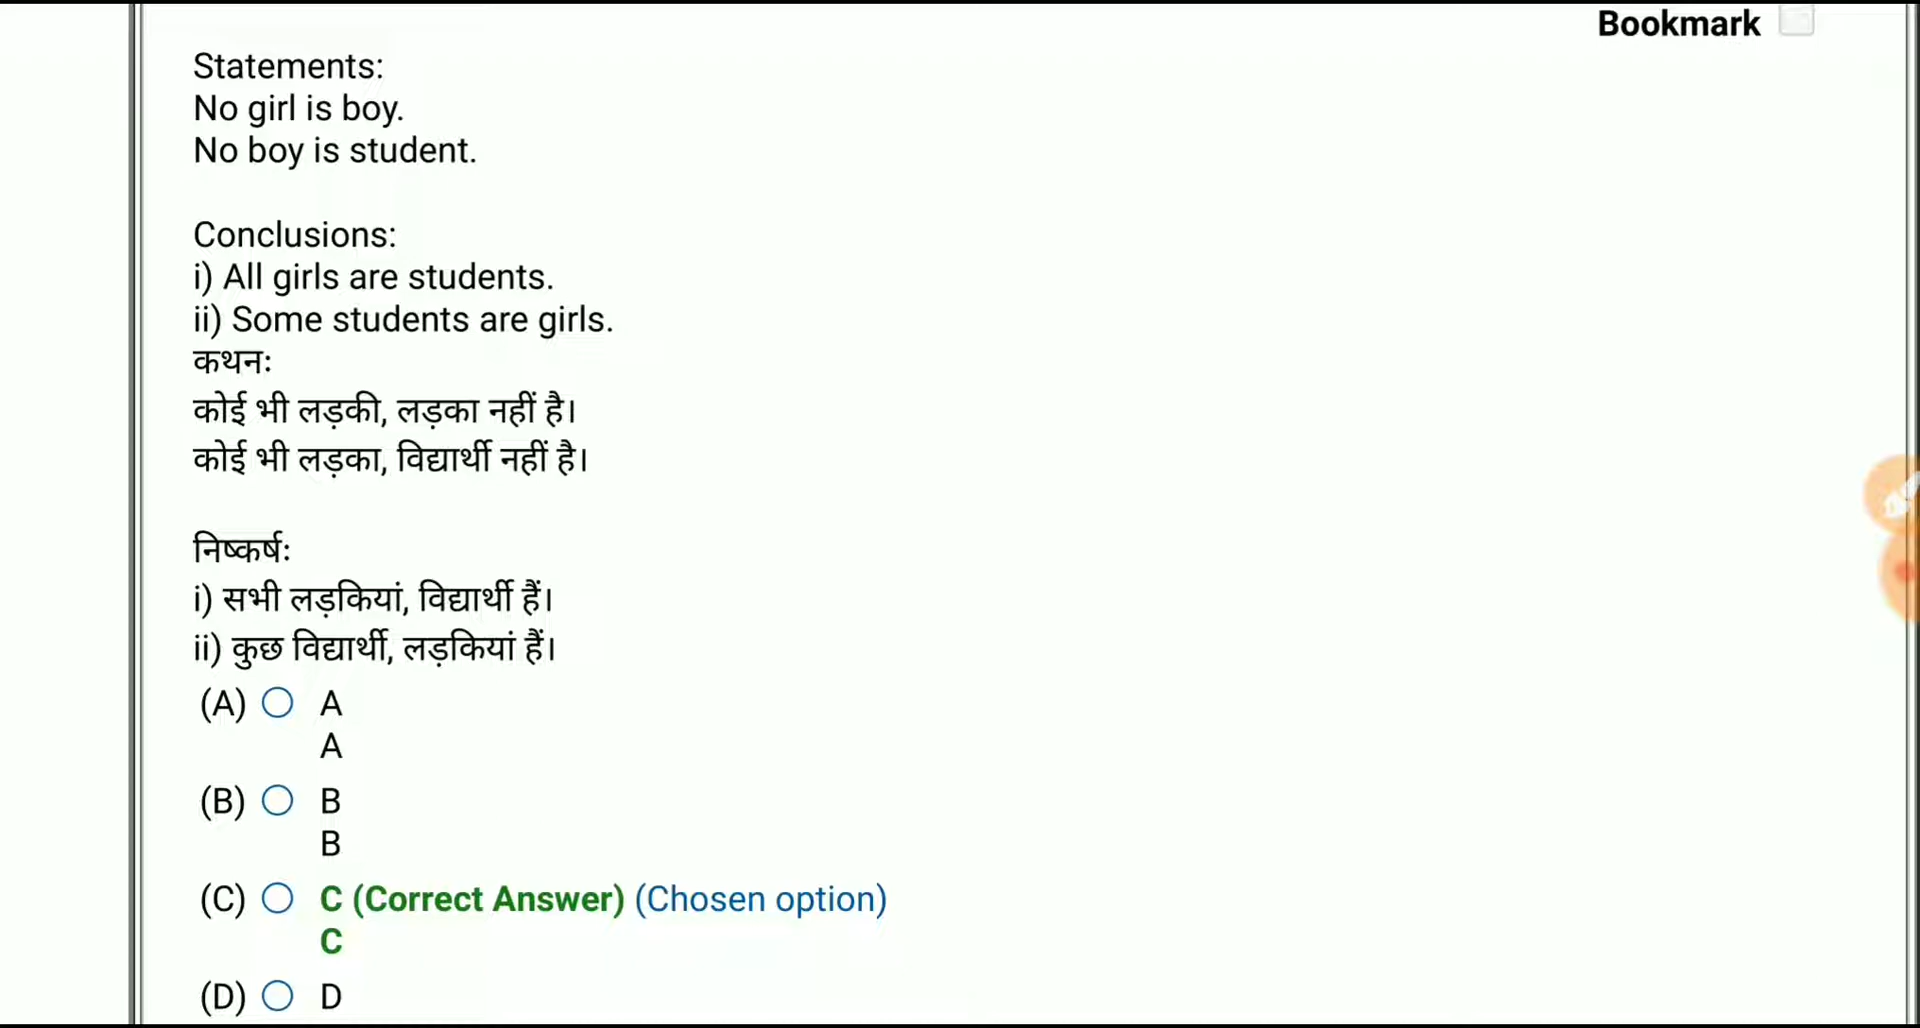 Bookmark
Statements:
No girl is boy.
No boy is student.
Conclusions:
i) All girls are students.
ii) Some students are girls.
कथनः
कोई भी लड़की, लड़का नहीं है।
कोई भी लड़का, विद्यार्थी नहीं है।
निष्कर्षः
i) सभी लड़कियां, विद्यार्थी हैं।
ii) कुछ विद्यार्थी, लड़कियां हैं।
(A) A
A
(B) B
B
(C) C (Correct Answer) (Chosen option)
C
(D) D